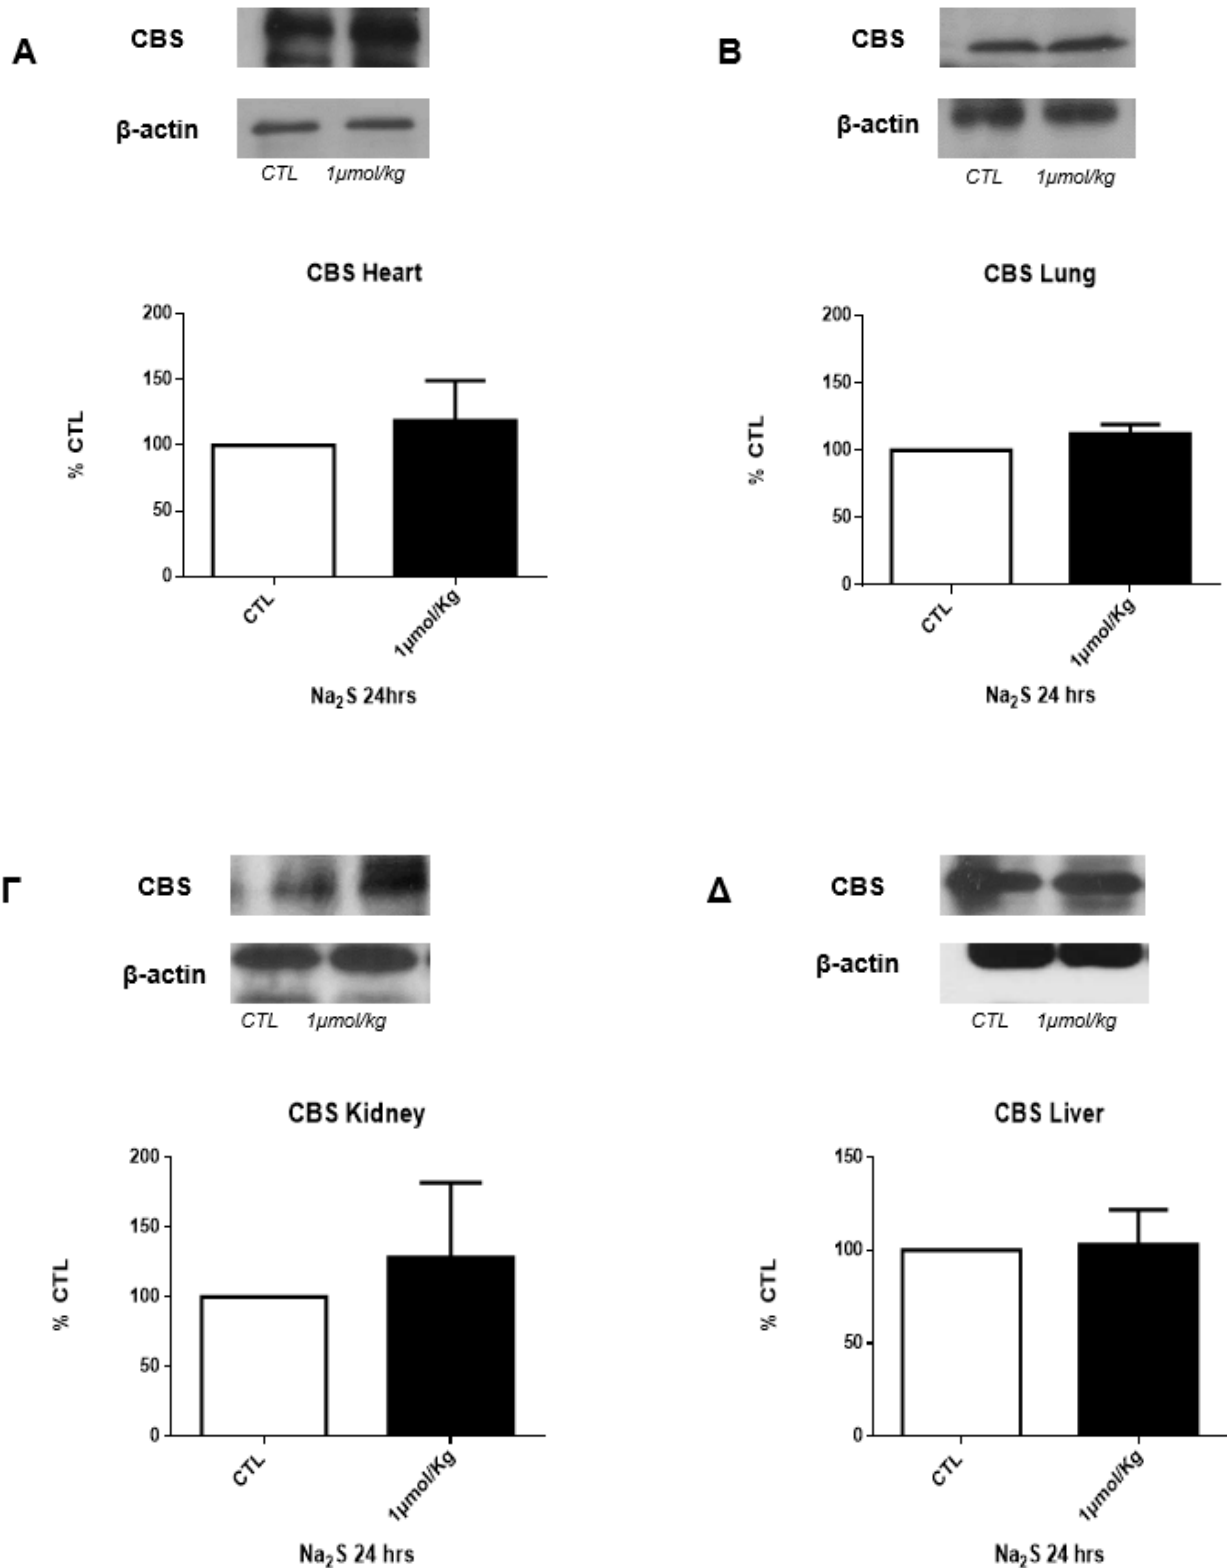 A
CBS
β-actin
CTL 1μmol/kg
CBS Heart
200
150
100
50
0
% CTL
CTL
1μmol/Kg
Na₂S 24hrs
B
CBS
β-actin
CTL 1μmol/kg
CBS Lung
200
150
100
50
0
% CTL
CTL
1μmol/Kg
Na₂S 24 hrs
Γ
CBS
β-actin
CTL 1μmol/kg
CBS Kidney
200
150
100
50
0
% CTL
CTL
1μmol/Kg
Na₂S 24 hrs
Δ
CBS
β-actin
CTL 1μmol/kg
CBS Liver
150
100
50
0
% CTL
CTL
1μmol/Kg
Na₂S 24 hrs